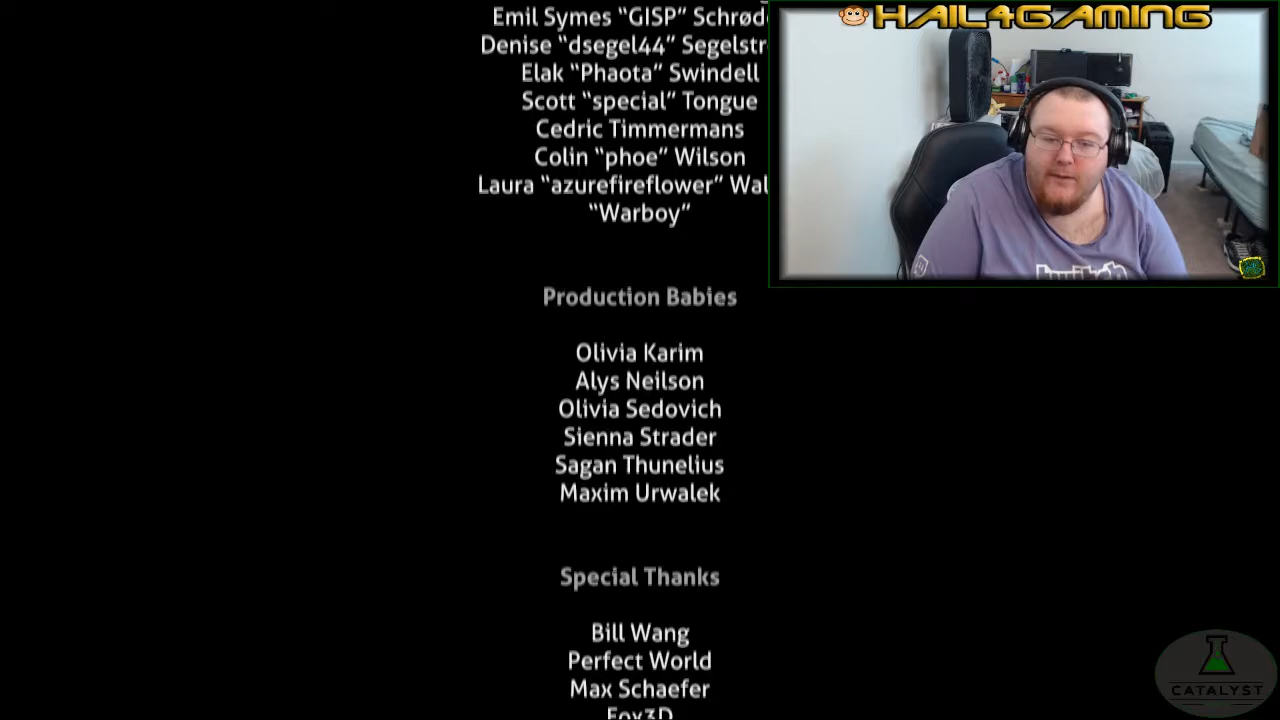 Emil Symes “GISP” Schrød
Denise “dsegel44” Segelstr
Elak “Phaota” Swindell
Scott “special” Tongue
Cedric Timmermans
Colin “phoe” Wilson
Laura “azurefireflower” Wal
“Warboy”
Production Babies
Olivia Karim
Alys Neilson
Olivia Sedovich
Sienna Strader
Sagan Thunelius
Maxim Urwalek
Special Thanks
Bill Wang
Perfect World
Max Schaefer
Fox3D
HAIL4GAMING
twitch
CATALYST